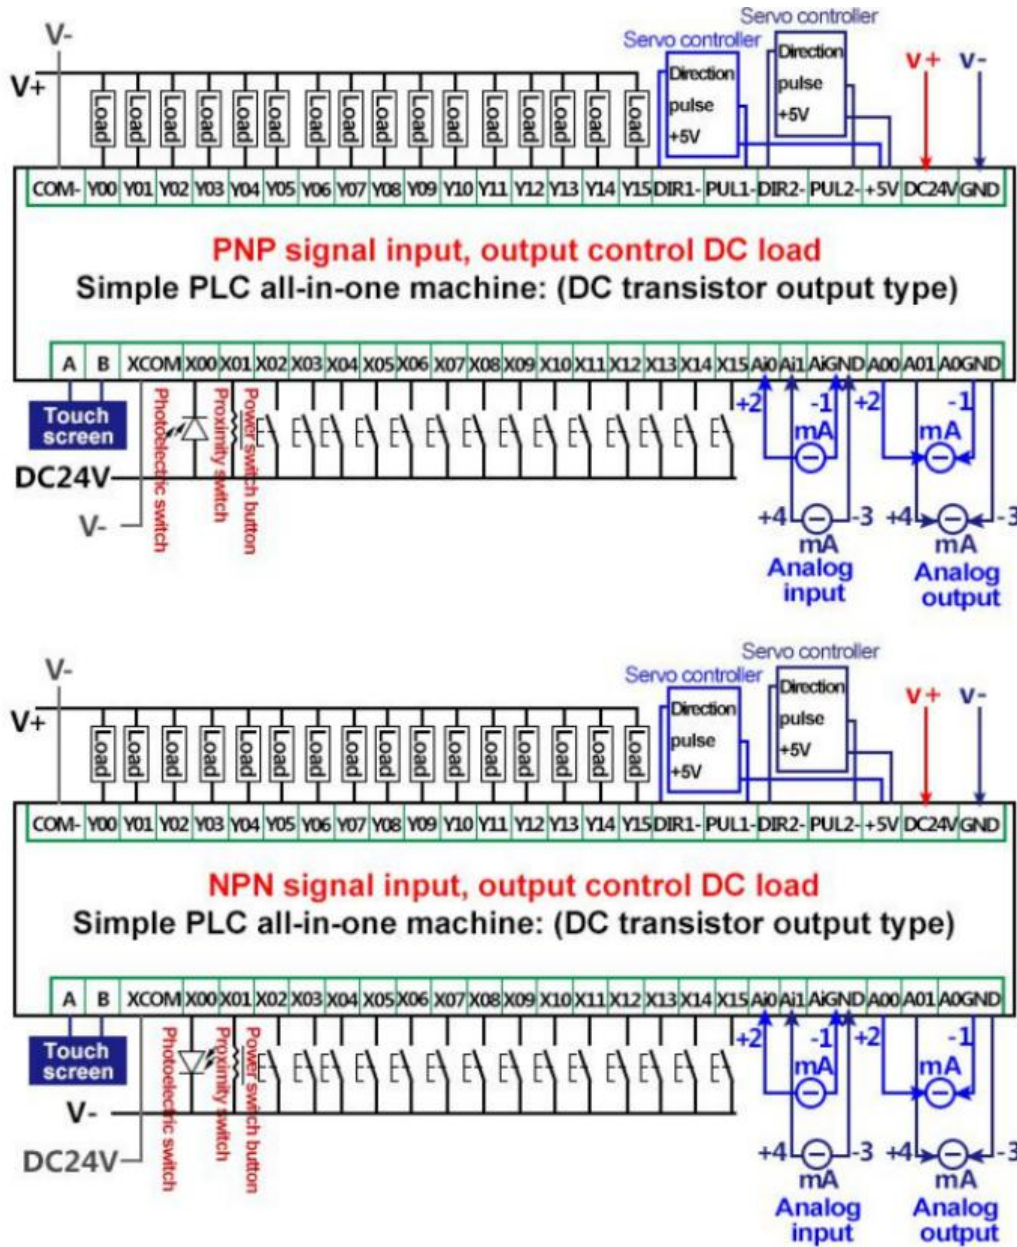 Servo controller
V-
Servo controller
Direction
pulse
+5V
Direction
pulse
+5V
v+ v-
V+
Load Load Load Load Load Load Load Load Load Load Load Load Load Load Load Load
COM- Y00 Y01 Y02 Y03 Y04 Y05 Y06 Y07 Y08 Y09 Y10 Y11 Y12 Y13 Y14 Y15 DIR1- PUL1- DIR2- PUL2- +5V DC24V GND
PNP signal input, output control DC load
Simple PLC all-in-one machine: (DC transistor output type)
A B XCOM X00 X01 X02 X03 X04 X05 X06 X07 X08 X09 X10 X11 X12 X13 X14 X15 Ai0 Ai1 AiGND A00 A01 A0GND
Touch
screen
Photoelectric switch
Proximity switch
Power switch button
+2 -1 +2 -1
mA mA
DC24V
V-
+4 -3 +4 -3
mA mA
Analog
input
Analog
output
Servo controller
V-
Servo controller
Direction
pulse
+5V
Direction
pulse
+5V
v+ v-
V+
Load Load Load Load Load Load Load Load Load Load Load Load Load Load Load Load
COM- Y00 Y01 Y02 Y03 Y04 Y05 Y06 Y07 Y08 Y09 Y10 Y11 Y12 Y13 Y14 Y15 DIR1- PUL1- DIR2- PUL2- +5V DC24V GND
NPN signal input, output control DC load
Simple PLC all-in-one machine: (DC transistor output type)
A B XCOM X00 X01 X02 X03 X04 X05 X06 X07 X08 X09 X10 X11 X12 X13 X14 X15 Ai0 Ai1 AiGND A00 A01 A0GND
Touch
screen
Photoelectric switch
Proximity switch
Power switch button
+2 -1 +2 -1
mA mA
V-
DC24V
+4 -3 +4 -3
mA mA
Analog
input
Analog
output